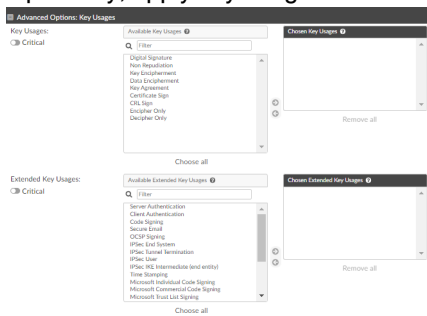 Advanced Options: Key Usages
Key Usages:
Critical
Available Key Usages
Filter
Digital Signature
Non Repudiation
Key Encipherment
Data Encipherment
Key Agreement
Certificate Sign
CRL Sign
Encipher Only
Decipher Only
Choose all
Chosen Key Usages
Remove all
Extended Key Usages:
Critical
Available Extended Key Usages
Filter
Server Authentication
Client Authentication
Code Signing
Secure Email
OCSP Signing
IPSec End System
IPSec Tunnel Termination
IPSec User
IPSec IKE Intermediate (end entity)
Time Stamping
Microsoft Individual Code Signing
Microsoft Commercial Code Signing
Microsoft Trust List Signing
Choose all
Chosen Extended Key Usages
Remove all